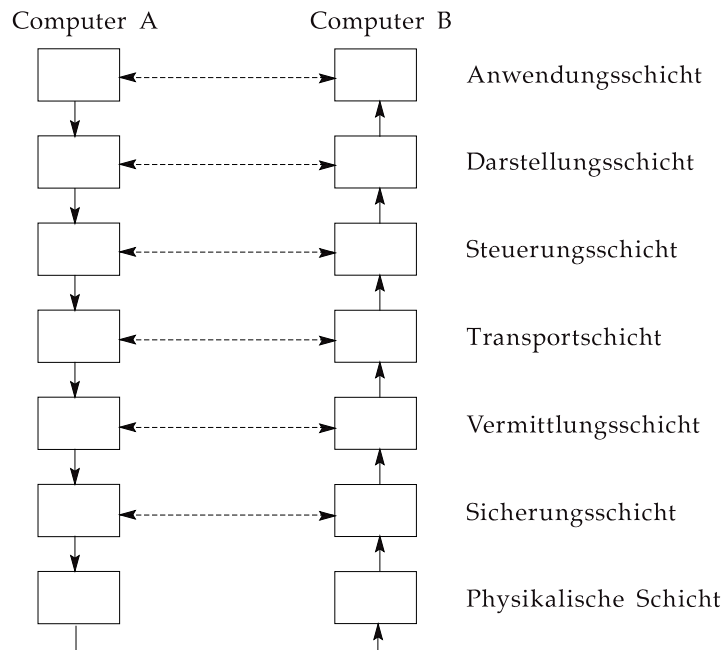 Computer A
Computer B
Anwendungsschicht
Darstellungsschicht
Steuerungsschicht
Transportschicht
Vermittlungsschicht
Sicherungsschicht
Physikalische Schicht